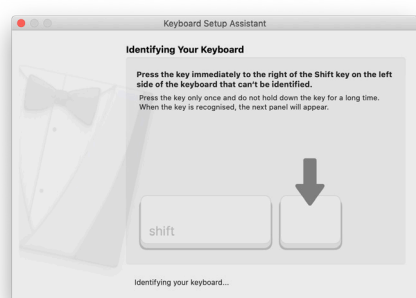 Keyboard Setup Assistant
Identifying Your Keyboard
Press the key immediately to the right of the Shift key on the left
side of the keyboard that can't be identified.
Press the key only once and do not hold down the key for a long time.
When the key is recognised, the next panel will appear.
shift
Identifying your keyboard...